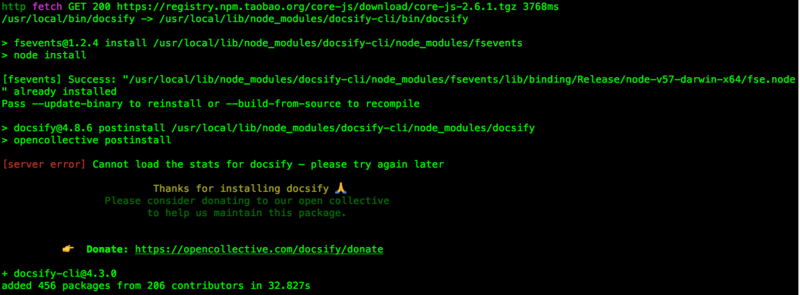 http fetch GET 200 https://registry.npm.taobao.org/core-js/download/core-js-2.6.1.tgz 3768ms
/usr/local/bin/docsify -> /usr/local/lib/node_modules/docsify-cli/bin/docsify
> fsevents@1.2.4 install /usr/local/lib/node_modules/docsify-cli/node_modules/fsevents
> node install
[fsevents] Success: "/usr/local/lib/node_modules/docsify-cli/node_modules/fsevents/lib/binding/Release/node-v57-darwin-x64/fse.node
" already installed
Pass --update-binary to reinstall or --build-from-source to recompile
> docsify@4.8.6 postinstall /usr/local/lib/node_modules/docsify-cli/node_modules/docsify
> opencollective postinstall
[server error] Cannot load the stats for docsify – please try again later
Thanks for installing docsify 🙏
Please consider donating to our open collective
to help us maintain this package.
👉 Donate: https://opencollective.com/docsify/donate
+ docsify-cli@4.3.0
added 456 packages from 206 contributors in 32.827s